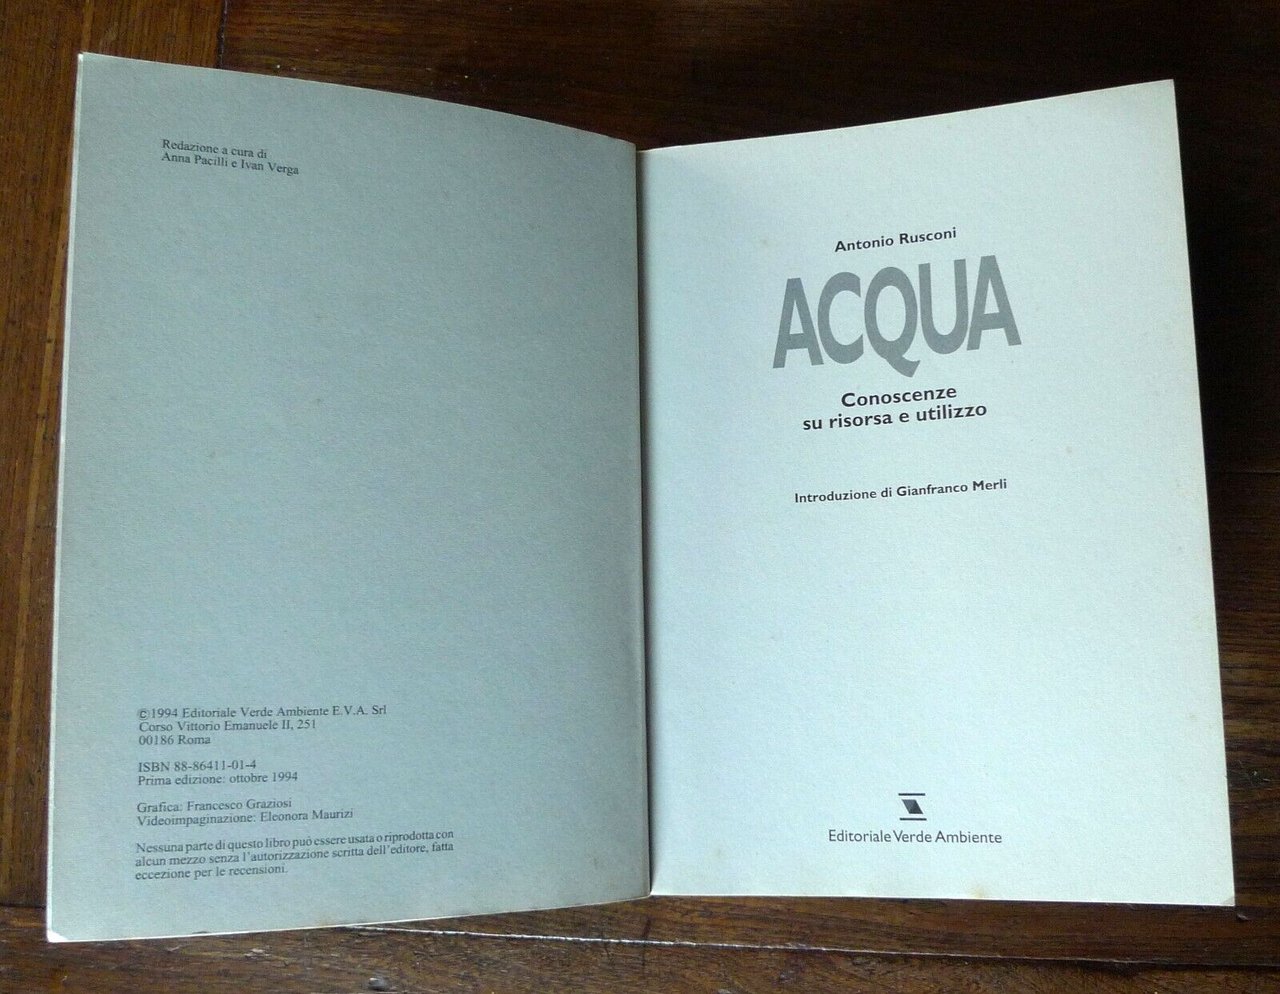 Redazione a cura di
Anna Pacilli e Ivan Verga
©1994 Editoriale Verde Ambiente E.V.A. Srl
Corso Vittorio Emanuele II, 251
00186 Roma
ISBN 88-86411-01-4
Prima edizione: ottobre 1994
Grafica: Francesco Graziosi
Videoimpaginazione: Eleonora Maurizi
Nessuna parte di questo libro può essere usata o riprodotta con
alcun mezzo senza l'autorizzazione scritta dell'editore, fatta
eccezione per le recensioni.
Antonio Rusconi
ACQUA
Conoscenze
su risorsa e utilizzo
Introduzione di Gianfranco Merli
Editoriale Verde Ambiente